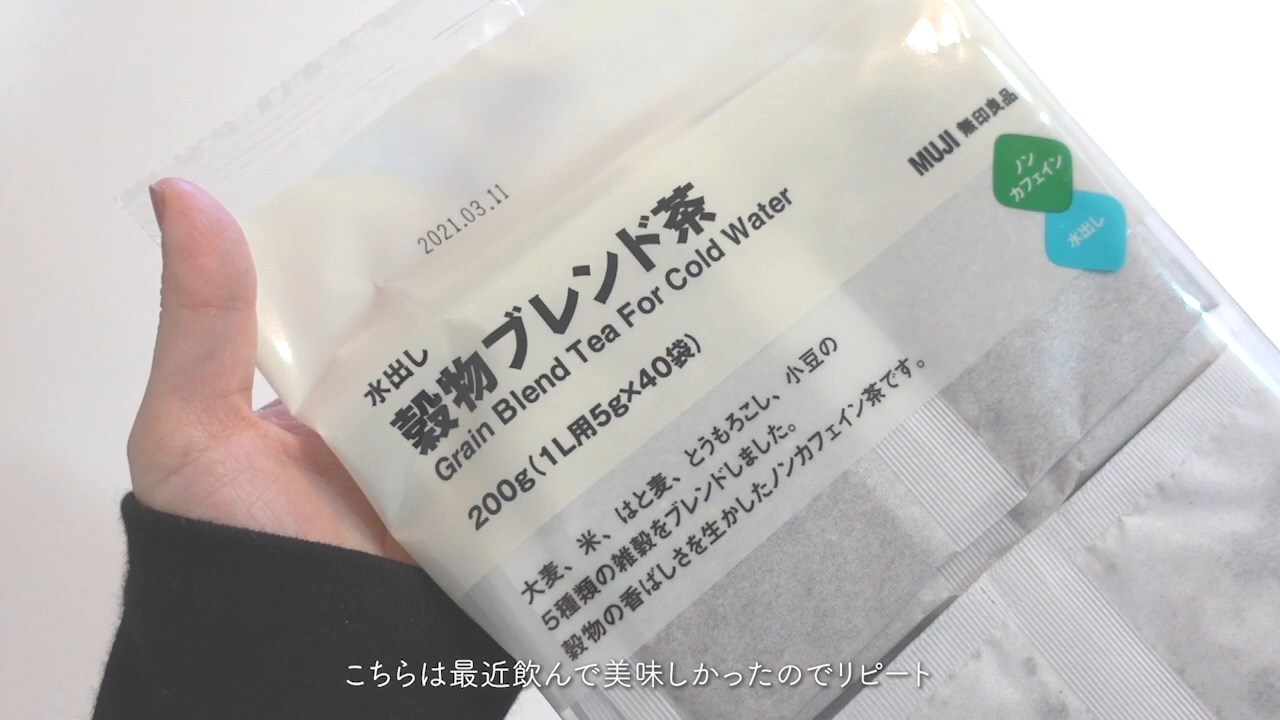 MUJI 無印良品
ノン
カフェイン
水出し
2021.03.11
水出し
穀物ブレンド茶
Grain Blend Tea For Cold Water
200g(1L用5g×40袋)
大麦、米、はと麦、とうもろこし、小豆の
5種類の雑穀をブレンドしました。
穀物の香ばしさを生かしたノンカフェイン茶です。
こちらは最近飲んで美味しかったのでリピート